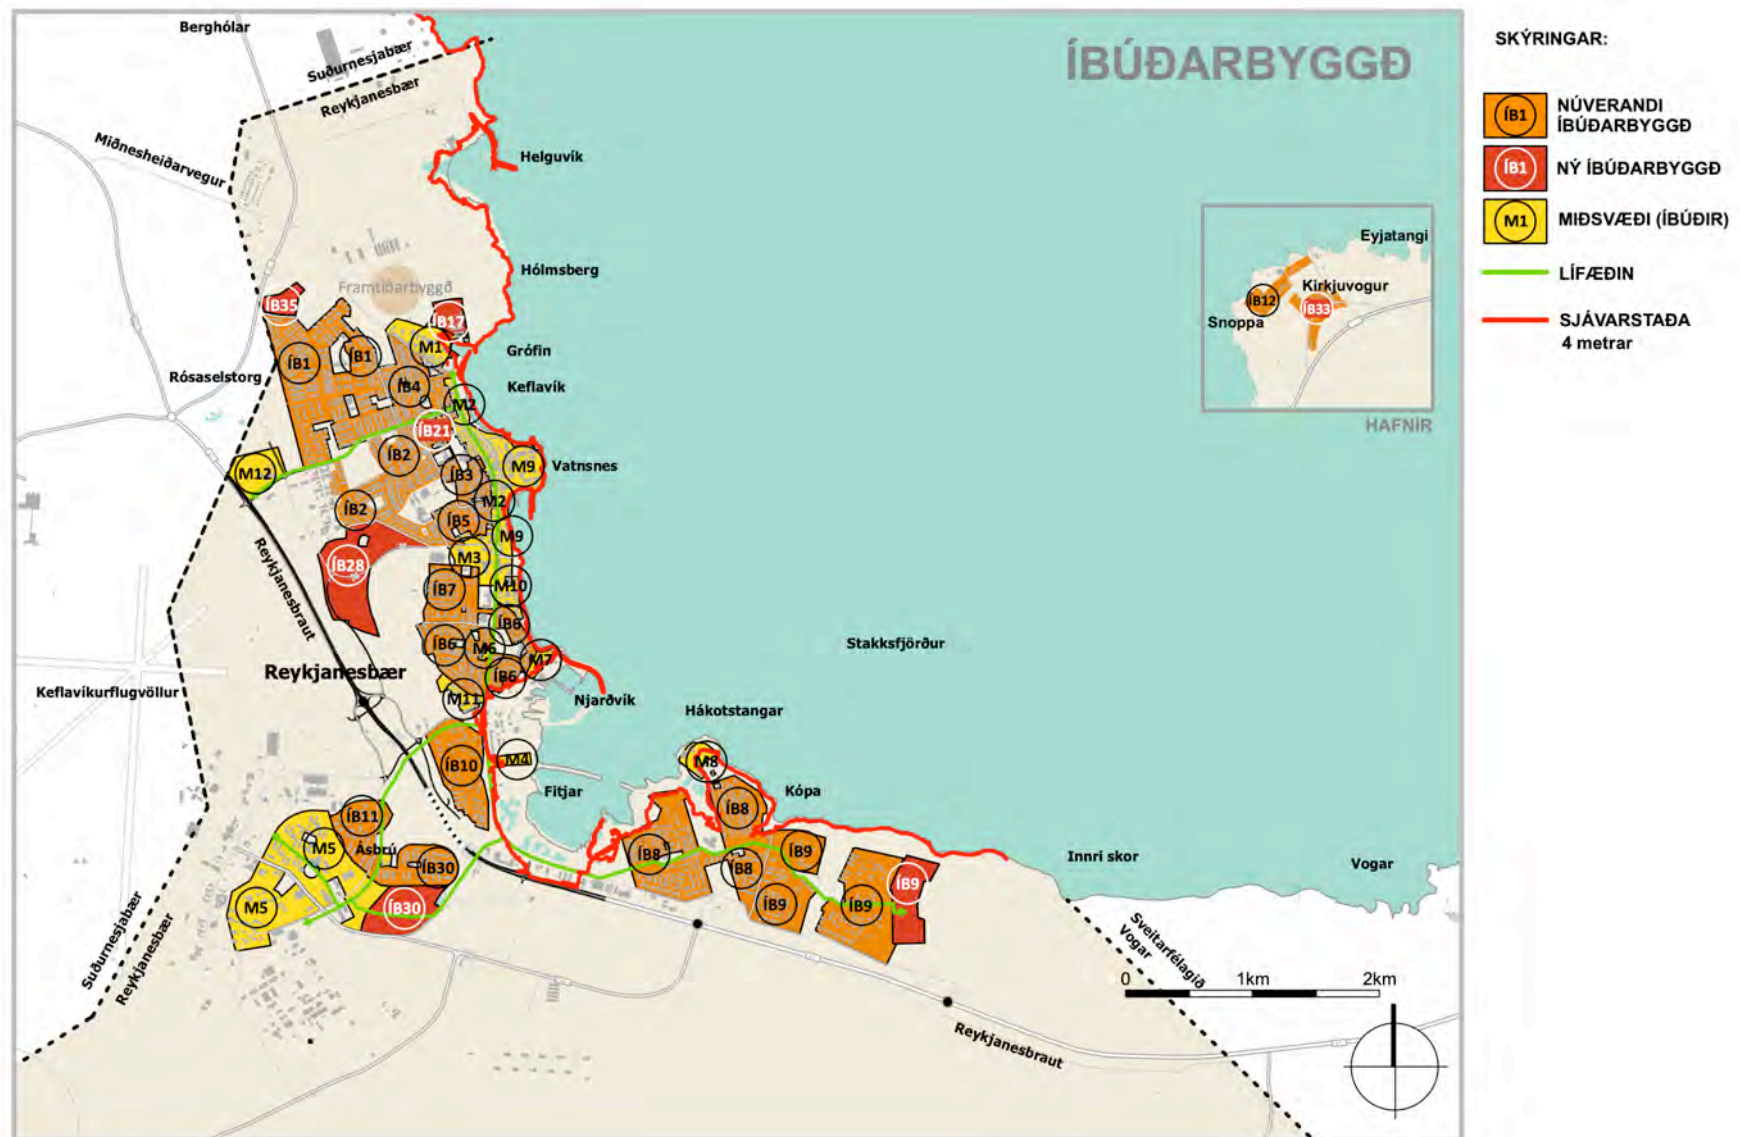 Berghólar
Suðurnesjabær
Reykjanesbær
ÍBÚÐARBYGGÐ
SKÝRINGAR:
ÍB1
NÚVERANDI
ÍBÚÐARBYGGÐ
ÍB1
NÝ ÍBÚÐARBYGGÐ
M1
MIÐSVÆÐI (ÍBÚÐIR)
LÍFÆÐIN
SJÁVARSTAÐA
4 metrar
Miðnesheiðarvegur
Helguvík
Hólmsberg
Framtíðarbyggð
Eyjatangi
Kirkjuvogur
ÍB12
ÍB33
Snoppa
HAFNIR
ÍB35
ÍB17
M1
Grófin
ÍB1
ÍB1
Rósaselstorg
ÍB4
Keflavík
M2
ÍB21
ÍB2
M12
ÍB3
M9
Vatnsnes
ÍB2
M2
ÍB5
M9
M3
ÍB28
Reykjanesbraut
ÍB7
M10
ÍB6
ÍB6
M6
M7
Stakksfjörður
Reykjanesbær
ÍB6
Keflavíkurflugvöllur
M11
Njarðvík
Hákotstangar
ÍB10
M4
M8
Fitjar
Kópa
ÍB8
ÍB11
M5
Ásbrú
ÍB8
ÍB9
ÍB30
ÍB8
Innri skor
Vogar
ÍB9
M5
ÍB30
ÍB9
ÍB9
Suðurnesjabær
Reykjanesbær
Sveitarfélagið
Vogar
0 1km 2km
Reykjanesbraut